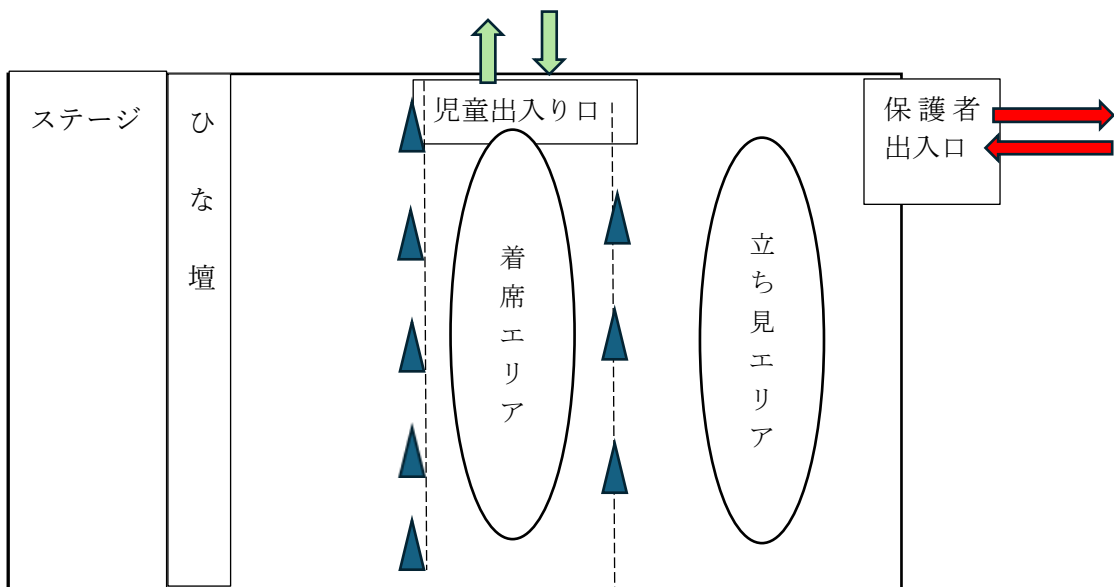 ステージ
ひな壇
児童出入り口
着席エリア
立ち見エリア
保護者
出入口